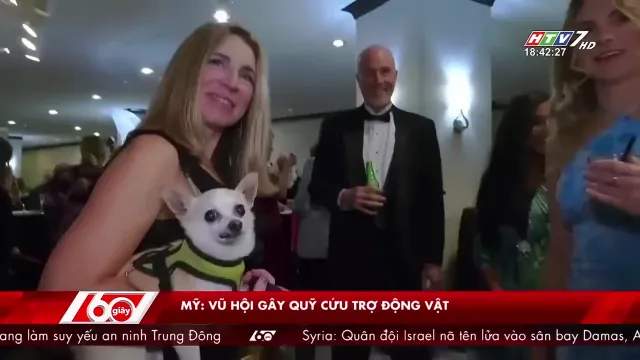 HTV7 HD
18:42:27
60 giây
MỸ: VŨ HỘI GÂY QUỸ CỨU TRỢ ĐỘNG VẬT
ang làm suy yếu an ninh Trung Đông 60 Syria: Quân đội Israel nã tên lửa vào sân bay Damas, A